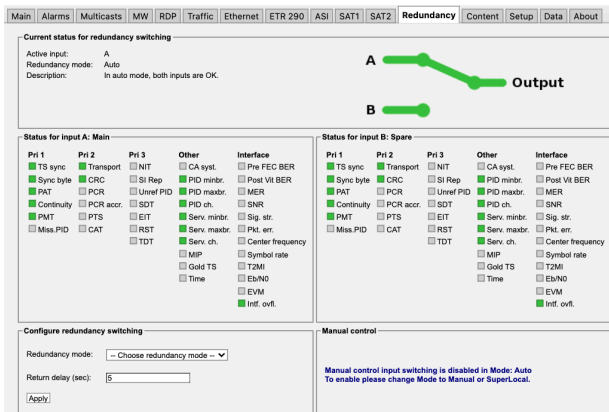 Main Alarms Multicasts MW RDP Traffic Ethernet ETR 290 ASI SAT1 SAT2 Redundancy Content Setup Data About
Current status for redundancy switching
Active input: A
Redundancy mode: Auto
Description: In auto mode, both inputs are OK.
A
Output
B
Status for input A: Main
Pri 1 Pri 2 Pri 3 Other Interface
TS sync Transport NIT CA syst. Pre FEC BER
Sync byte CRC SI Rep PID minbr. Post Vit BER
PAT PCR Unref PID PID maxbr. MER
Continuity PCR accr. SDT PID ch. SNR
PMT PTS EIT Serv. minbr. Sig. str.
Miss.PID CAT RST Serv. maxbr. Pkt. err.
TDT Serv. ch. Center frequency
MIP Symbol rate
Gold TS T2MI
Time Eb/N0
EVM
Intf. ovfl.
Status for input B: Spare
Pri 1 Pri 2 Pri 3 Other Interface
TS sync Transport NIT CA syst. Pre FEC BER
Sync byte CRC SI Rep PID minbr. Post Vit BER
PAT PCR Unref PID PID maxbr. MER
Continuity PCR accr. SDT PID ch. SNR
PMT PTS EIT Serv. minbr. Sig. str.
Miss.PID CAT RST Serv. maxbr. Pkt. err.
TDT Serv. ch. Center frequency
MIP Symbol rate
Gold TS T2MI
Time Eb/N0
EVM
Intf. ovfl.
Configure redundancy switching
Redundancy mode: -- Choose redundancy mode --
Return delay (sec): 5
Apply
Manual control
Manual control input switching is disabled in Mode: Auto
To enable please change Mode to Manual or SuperLocal.